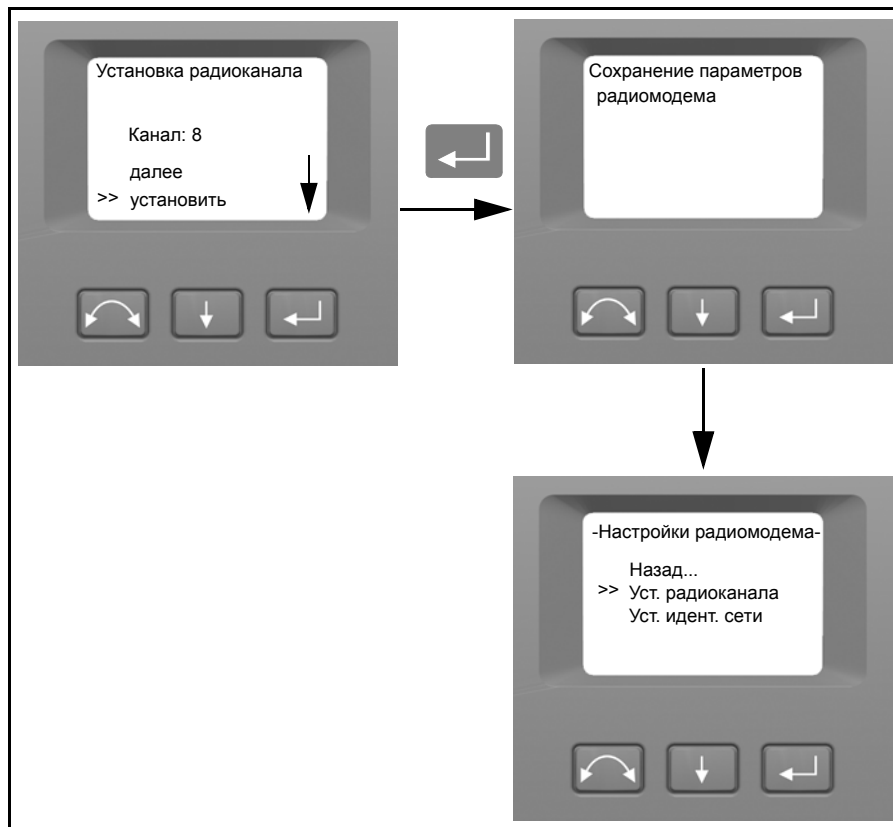 Установка радиоканала
Канал: 8
далее
>> установить
Сохранение параметров
радиомодема
-Настройки радиомодема-
Назад...
>> Уст. радиоканала
Уст. идент. сети